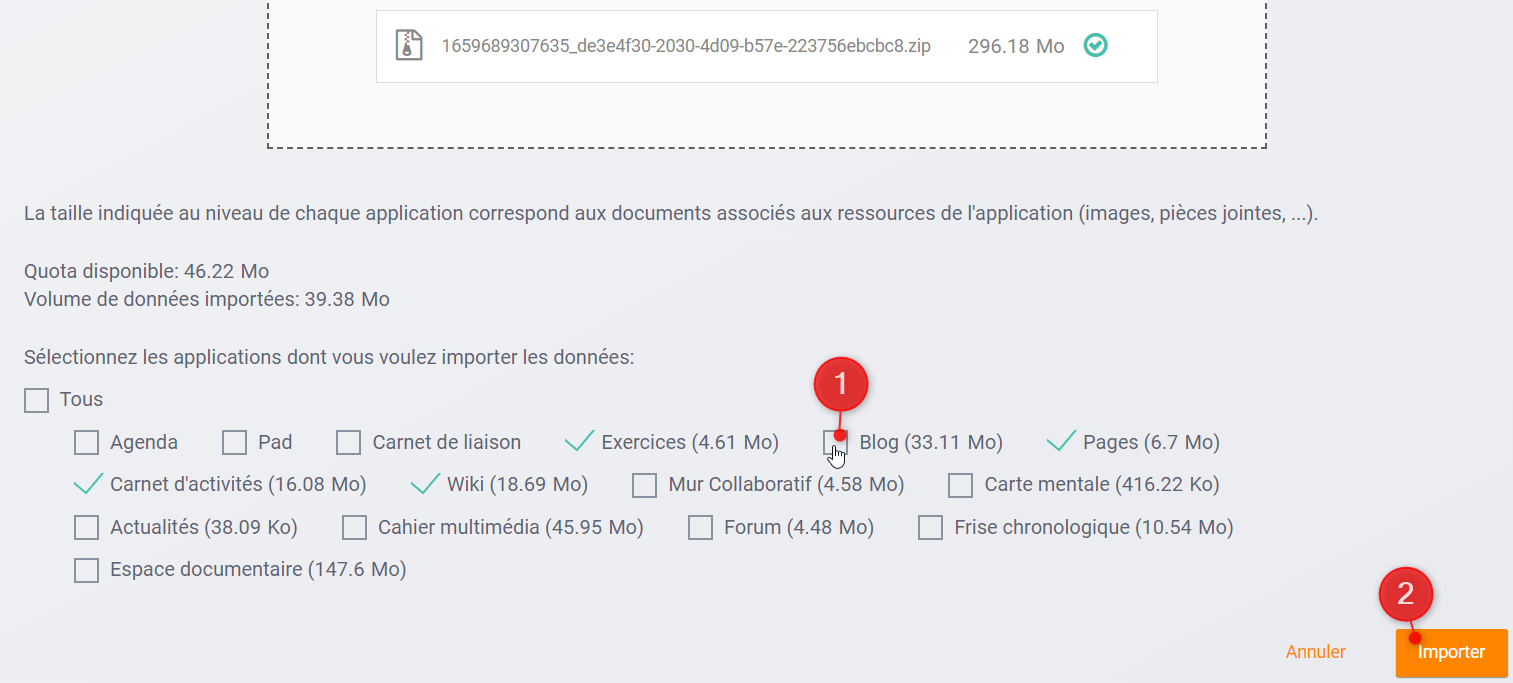 1659689307635_de3e4f30-2030-4d09-b57e-223756ebcbc8.zip 296.18 Mo
La taille indiquée au niveau de chaque application correspond aux documents associés aux ressources de l'application (images, pièces jointes, ...).
Quota disponible: 46.22 Mo
Volume de données importées: 39.38 Mo
Sélectionnez les applications dont vous voulez importer les données:
1
Tous
Agenda Pad Carnet de liaison Exercices (4.61 Mo) Blog (33.11 Mo) Pages (6.7 Mo)
Carnet d'activités (16.08 Mo) Wiki (18.69 Mo) Mur Collaboratif (4.58 Mo) Carte mentale (416.22 Ko)
Actualités (38.09 Ko) Cahier multimédia (45.95 Mo) Forum (4.48 Mo) Frise chronologique (10.54 Mo)
Espace documentaire (147.6 Mo)
2
Annuler Importer